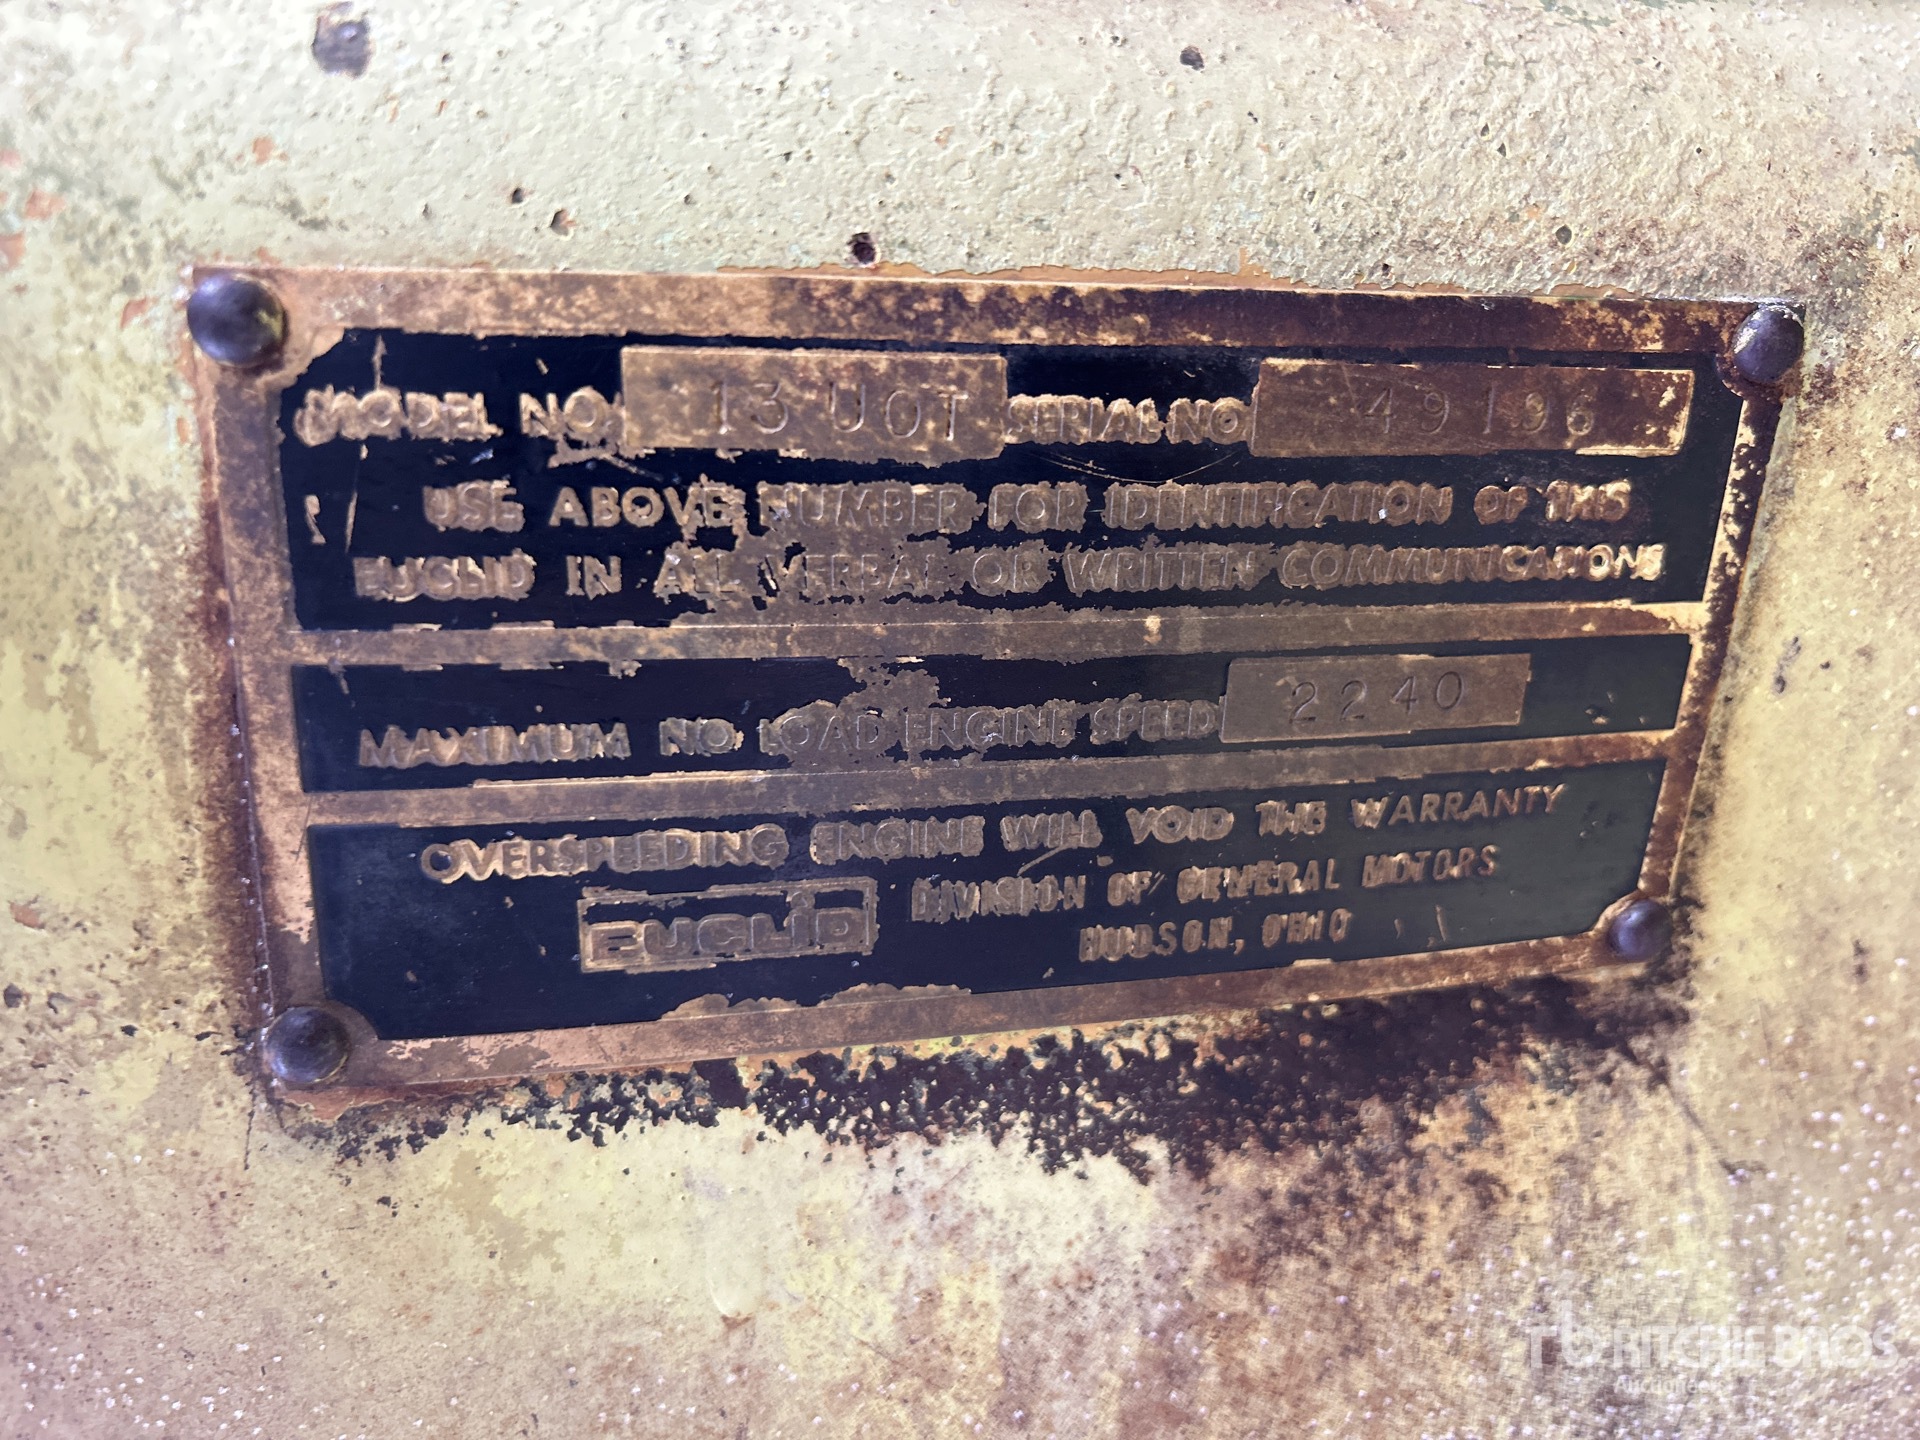 MODEL NO. 13 UOT SERIAL NO 49196
USE ABOVE NUMBER FOR IDENTIFICATION OF THIS
EUCLID IN ALL VERBAL OR WRITTEN COMMUNICATIONS
MAXIMUM NO LOAD ENGINE SPEED 2240
OVERSPEEDING ENGINE WILL VOID THE WARRANTY
EUCLID DIVISION OF GENERAL MOTORS
HUDSON, OHIO
RITCHIE BROS
Auctioneers